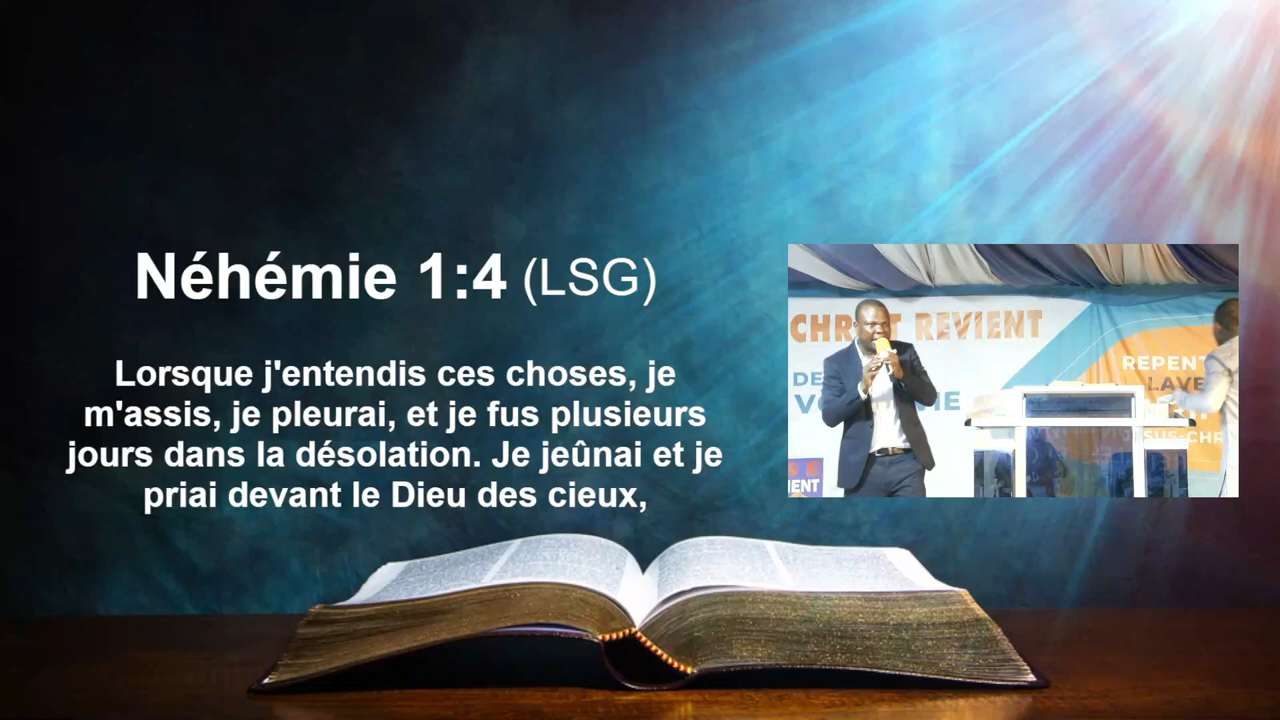 Néhémie 1:4 (LSG)
Lorsque j'entendis ces choses, je
m'assis, je pleurai, et je fus plusieurs
jours dans la désolation. Je jeûnai et je
priai devant le Dieu des cieux,
REVIENT